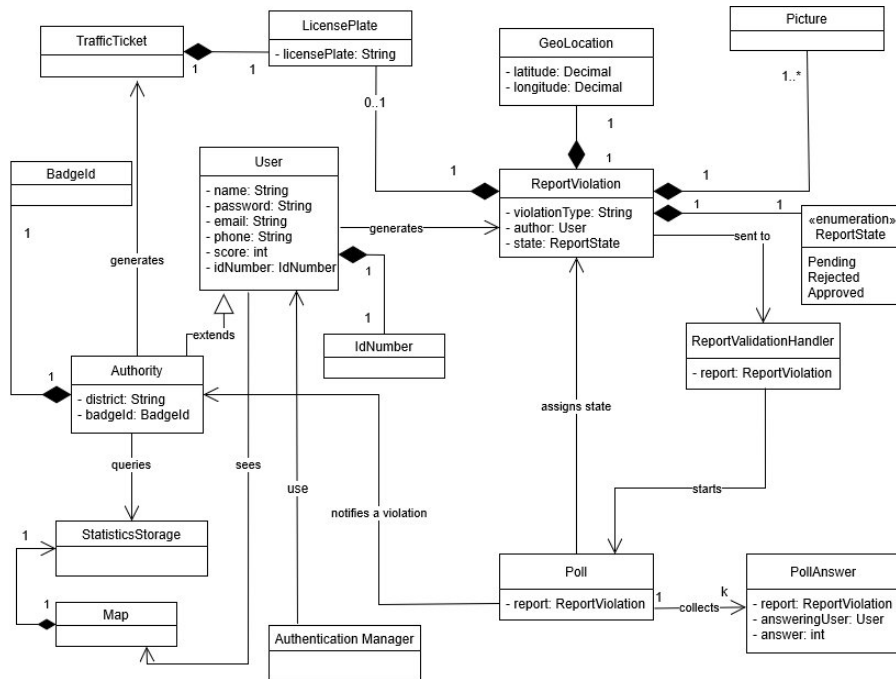 TrafficTicket
1
1
LicensePlate
- licensePlate: String
GeoLocation
- latitude: Decimal
- longitude: Decimal
Picture
1..*
0..1
1
1
1
1
BadgeId
1
generates
User
- name: String
- password: String
- email: String
- phone: String
- score: int
- idNumber: IdNumber
generates
1
1
IdNumber
ReportViolation
- violationType: String
- author: User
- state: ReportState
1
1
«enumeration»
ReportState
Pending
Rejected
Approved
sent to
ReportValidationHandler
- report: ReportViolation
extends
1
Authority
- district: String
- badgeId: BadgeId
assigns state
queries
sees
use
notifies a violation
starts
1
StatisticsStorage
1
Map
Authentication Manager
Poll
- report: ReportViolation
1
collects
k
PollAnswer
- report: ReportViolation
- answeringUser: User
- answer: int